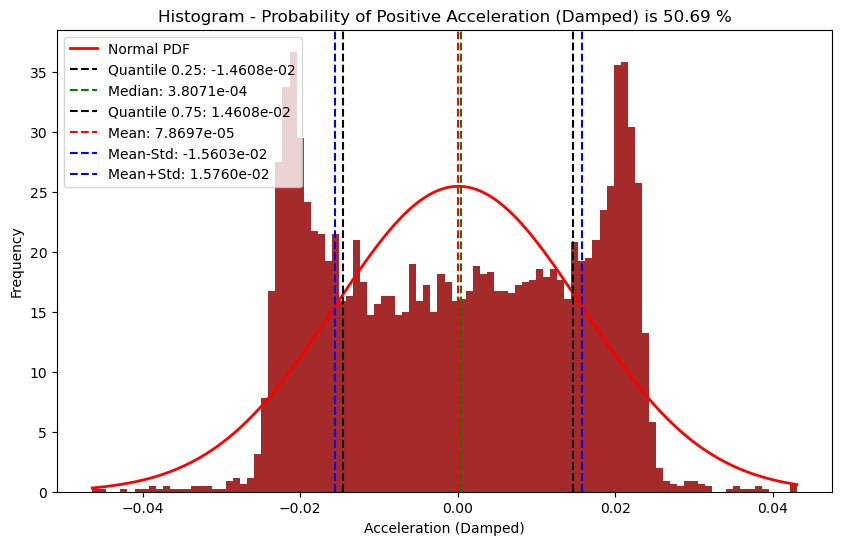 Histogram - Probability of Positive Acceleration (Damped) is 50.69 %
Normal PDF
Quantile 0.25: -1.4608e-02
Median: 3.8071e-04
Quantile 0.75: 1.4608e-02
Mean: 7.8697e-05
Mean-Std: -1.5603e-02
Mean+Std: 1.5760e-02
Frequency
35
30
25
20
15
10
5
0
−0.04
−0.02
0.00
0.02
0.04
Acceleration (Damped)